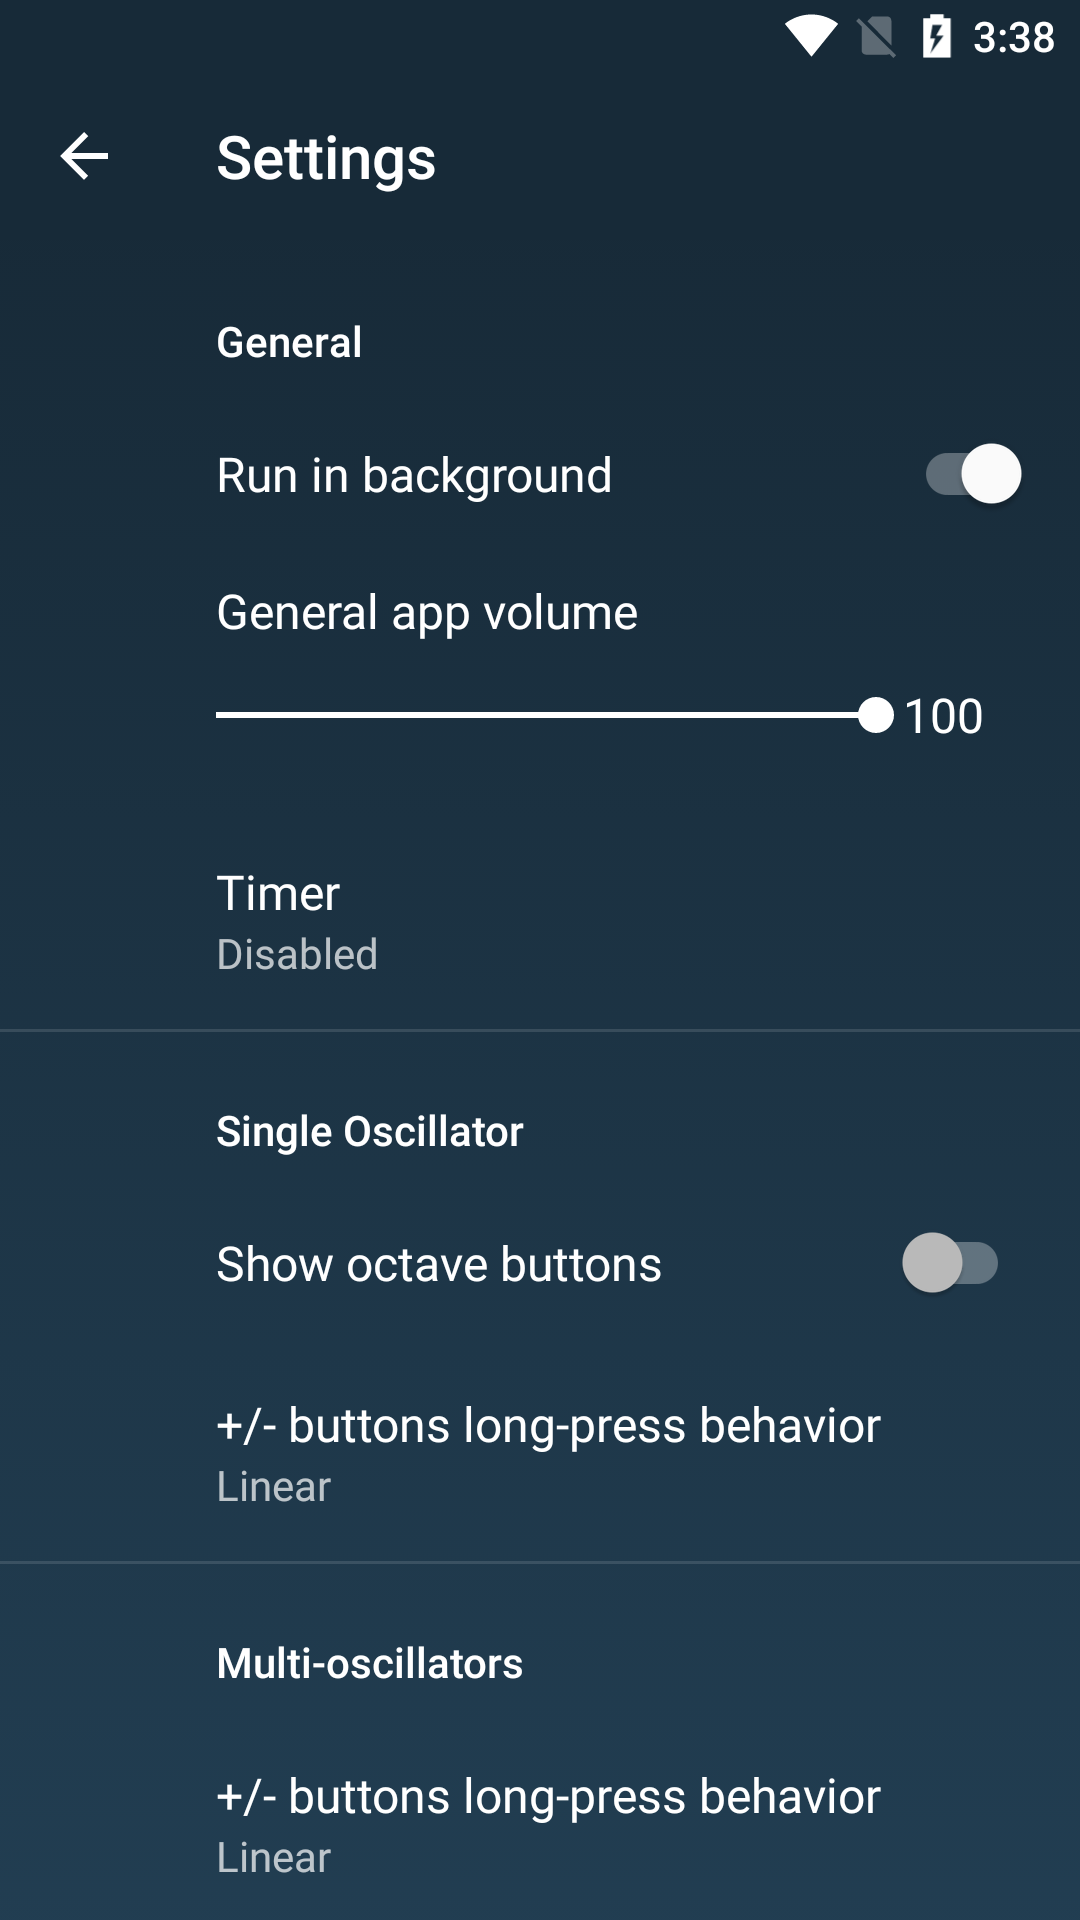 3:38
Settings
General
Run in background
General app volume
100
Timer
Disabled
Single Oscillator
Show octave buttons
+/- buttons long-press behavior
Linear
Multi-oscillators
+/- buttons long-press behavior
Linear